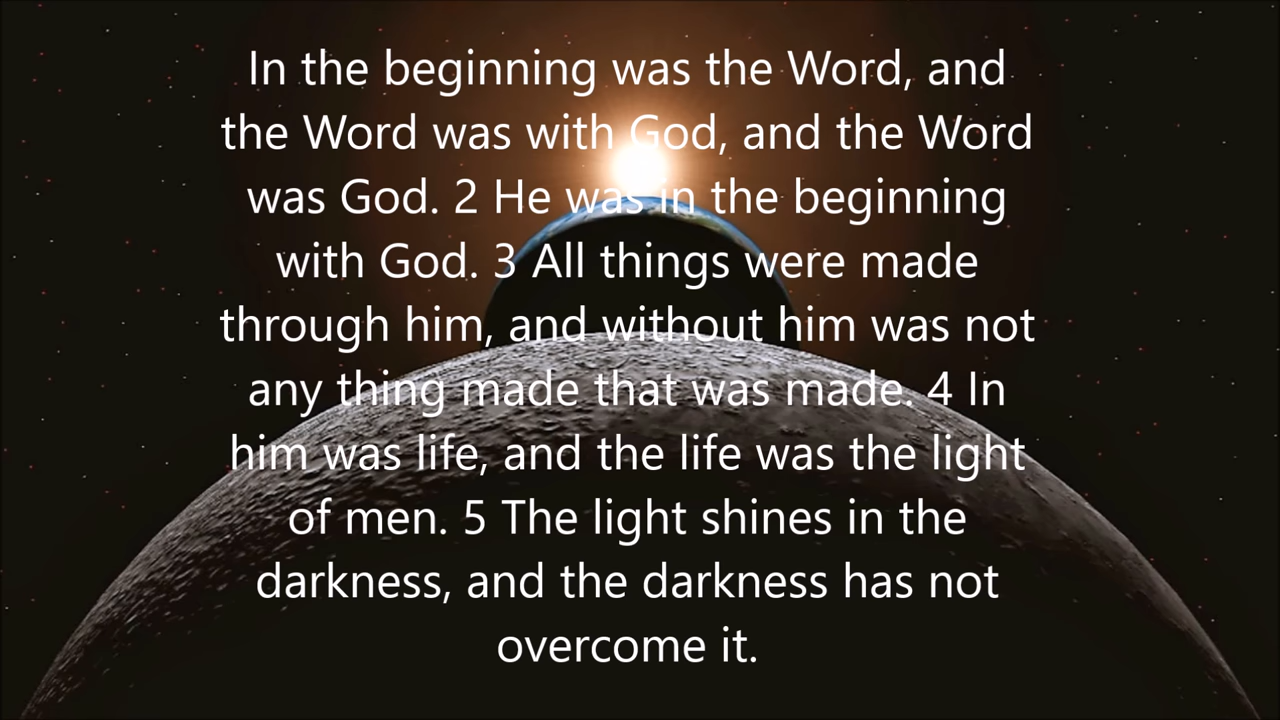 In the beginning was the Word, and
the Word was with God, and the Word
was God. 2 He was in the beginning
with God. 3 All things were made
through him, and without him was not
any thing made that was made. 4 In
him was life, and the life was the light
of men. 5 The light shines in the
darkness, and the darkness has not
overcome it.